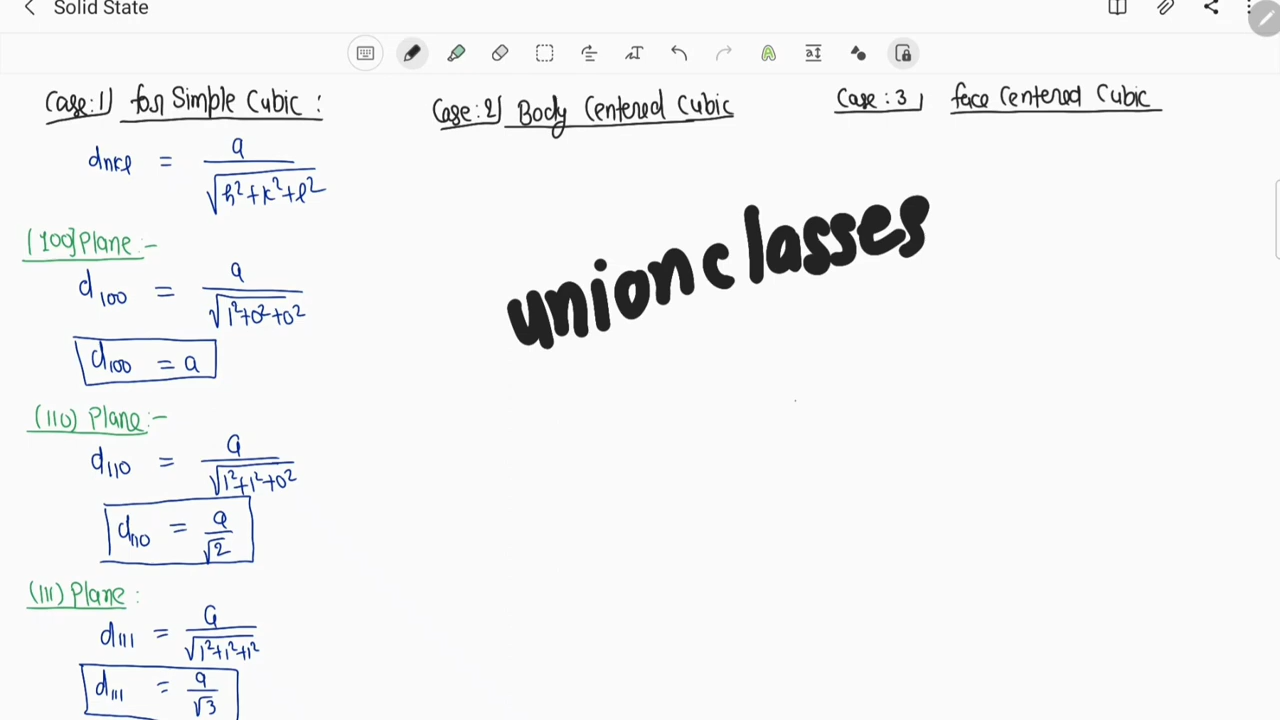 Solid State
Case:1) for Simple Cubic :
dhkl = a / √h²+k²+l²
[100] Plane :-
d100 = a / √1²+0²+0²
d100 = a
(110) Plane :-
d110 = a / √1²+1²+0²
d110 = a / √2
(111) Plane :
d111 = a / √1²+1²+1²
d111 = a / √3
Case:2) Body Centered Cubic
Case:3) face Centered Cubic
unionclasses